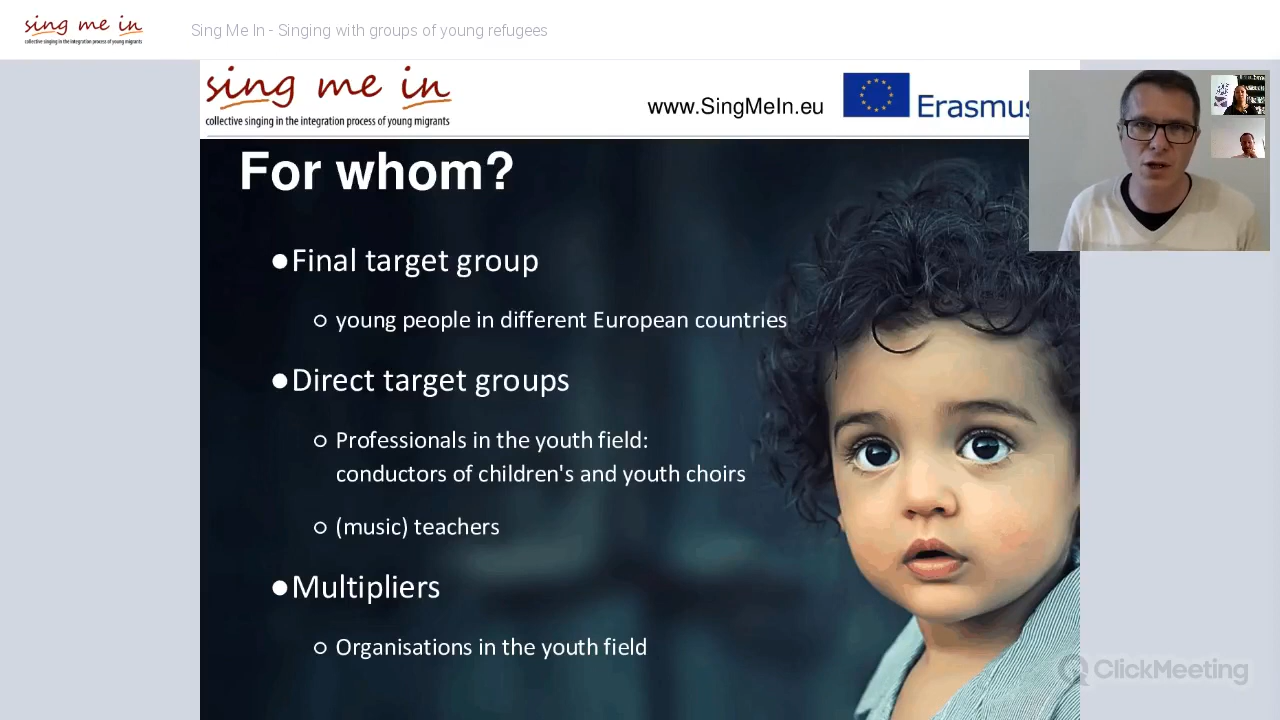 sing me in
collective singing in the integration process of young migrants
Sing Me In - Singing with groups of young refugees
sing me in
collective singing in the integration process of young migrants
www.SingMeIn.eu
Erasmus
For whom?
●Final target group
○ young people in different European countries
●Direct target groups
○ Professionals in the youth field:
conductors of children's and youth choirs
○ (music) teachers
●Multipliers
○ Organisations in the youth field
ClickMeeting